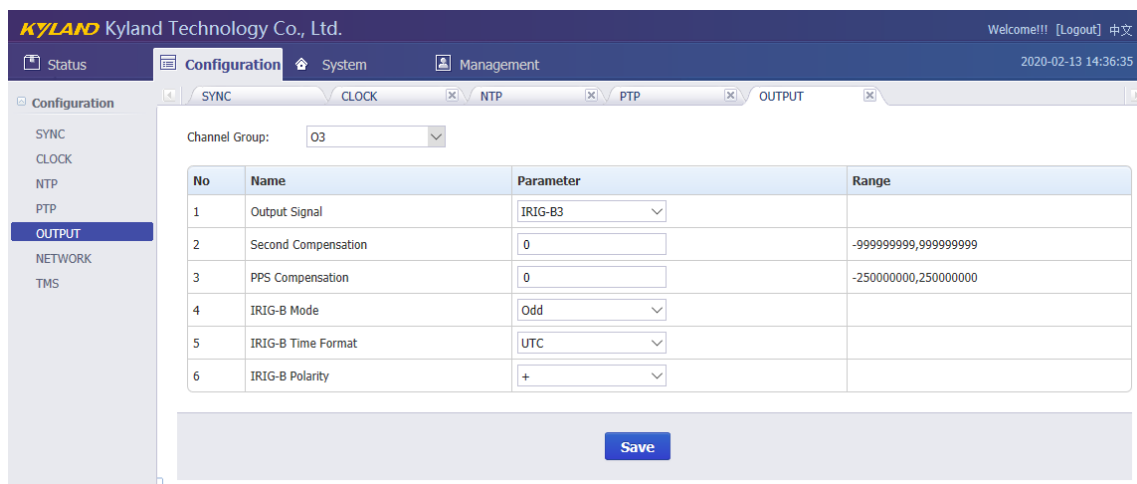 KYLAND Kyland Technology Co., Ltd.
Welcome!!! [Logout] 中文
Status Configuration System Management 2020-02-13 14:36:35
Configuration
SYNC
CLOCK
NTP
PTP
OUTPUT
NETWORK
TMS
SYNC CLOCK NTP PTP OUTPUT
Channel Group: O3
No Name Parameter Range
1 Output Signal IRIG-B3
2 Second Compensation 0 -999999999,999999999
3 PPS Compensation 0 -250000000,250000000
4 IRIG-B Mode Odd
5 IRIG-B Time Format UTC
6 IRIG-B Polarity +
Save